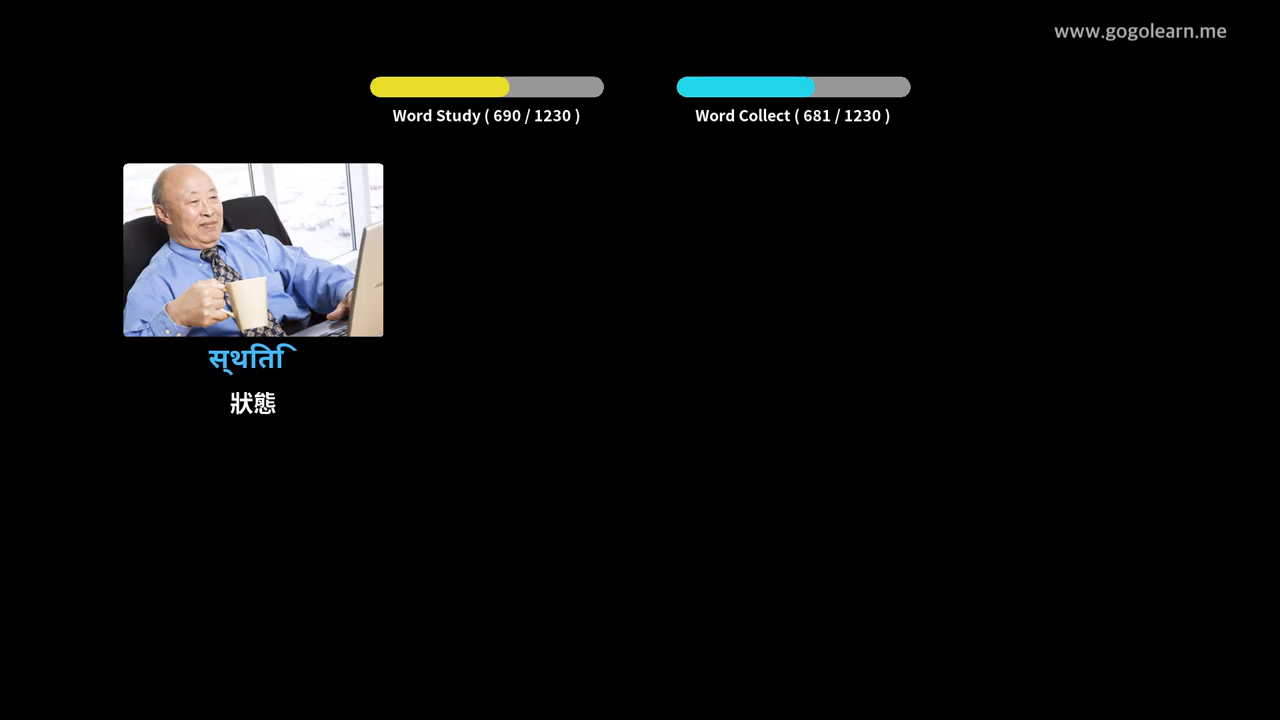 www.gogolearn.me
Word Study ( 690 / 1230 )
Word Collect ( 681 / 1230 )
स्थिति
狀態